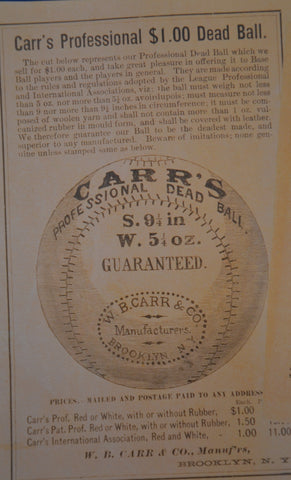 Carr's Professional $1.00 Dead Ball.
The cut below represents our Professional Dead Ball which we
sell for $1.00 each, and take great pleasure in offering it to Base
Ball players and the players in general. They are made according
to the rules and regulations adopted by the League Professional
and International Associations, viz: the ball must weigh not less
than 5 oz. nor more than 5¼ oz. avoirdupois; must measure not less
than 9 nor more than 9¼ inches in circumference; it must be com-
posed of woolen yarn and shall not contain more than 1 oz. vul-
canized rubber in mould form, and shall be covered with leather.
We therefore guarantee our Ball to be the deadest made, and
superior to any manufactured. Beware of imitations; none gen-
uine unless stamped same as below.
CARR'S
PROFESSIONAL DEAD BALL.
S. 9¼ in
W. 5¼ oz.
GUARANTEED.
W. B. CARR & CO.
Manufacturers.
BROOKLYN, N.Y.
PRICES. - MAILED AND POSTAGE PAID TO ANY ADDRESS
Each. P
Carr's Prof. Red or White, with or without Rubber, $1.00
Carr's Pat. Prof. Red or White, with or without Rubber, 1.50
Carr's International Association, Red and White, - 1.00 11.00
W. B. CARR & CO., Manuf'rs,
BROOKLYN, N. Y